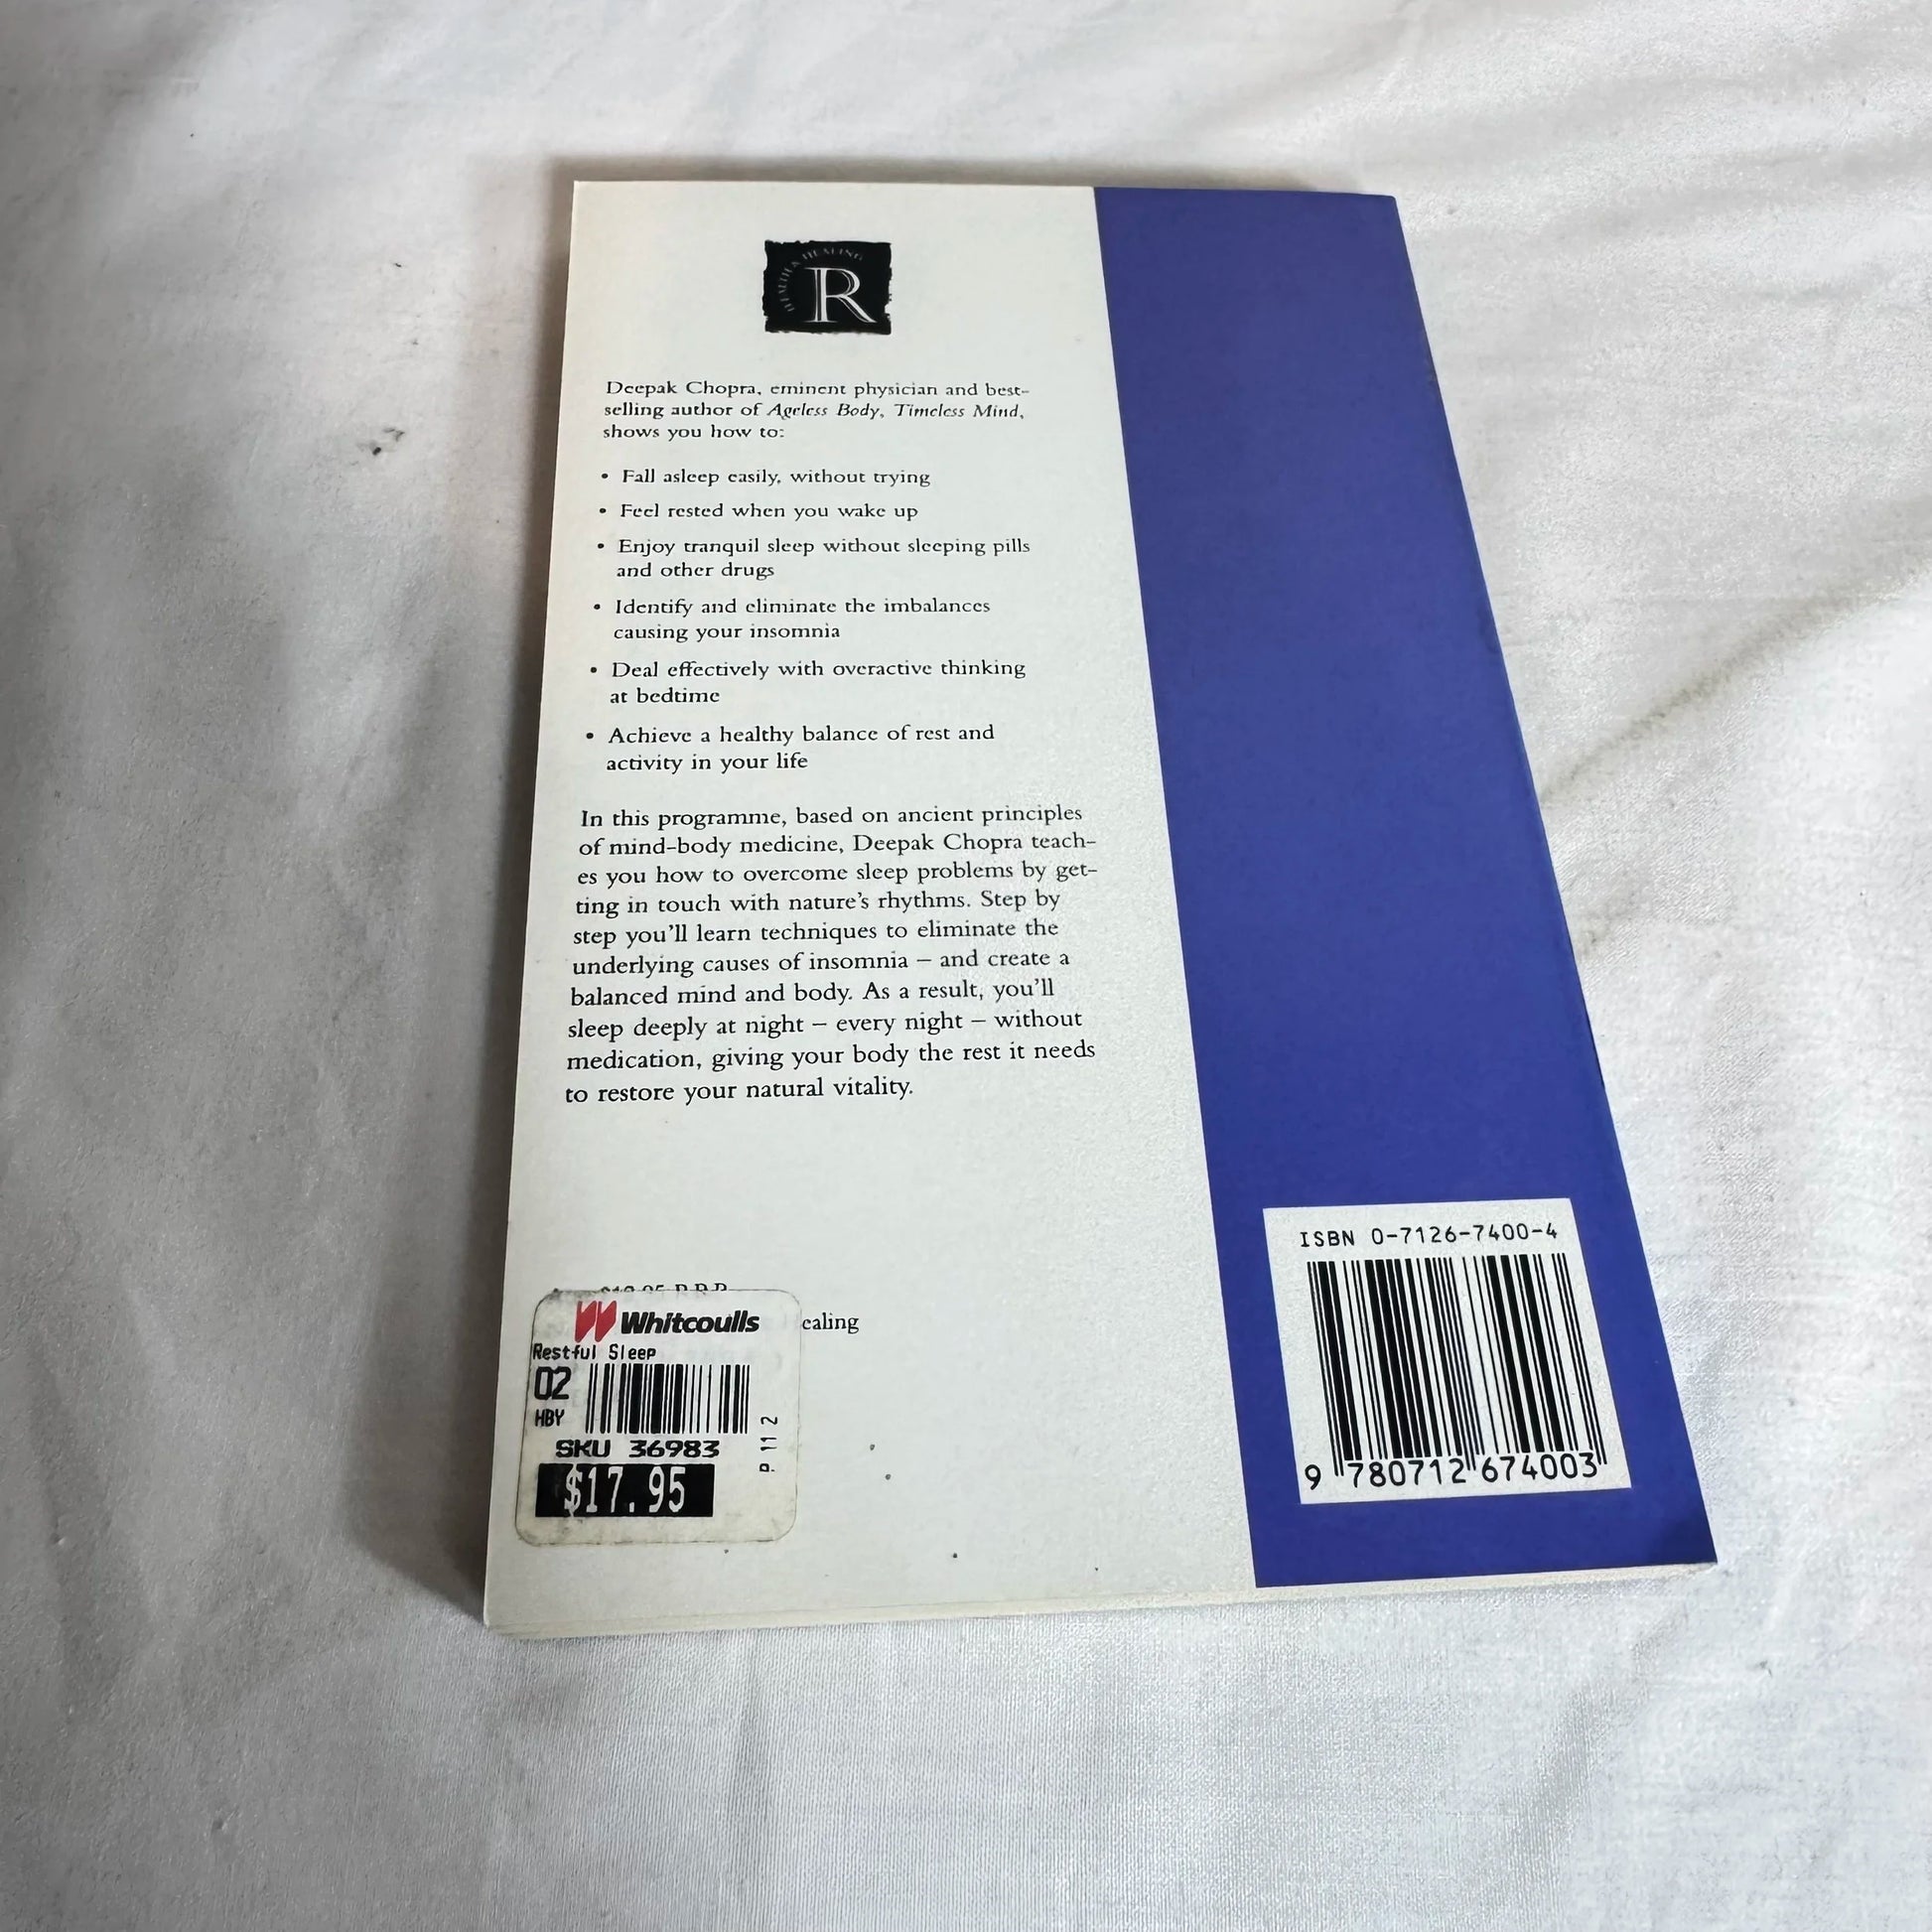 HEALTH & HEALING
R
Deepak Chopra, eminent physician and best-
selling author of Ageless Body, Timeless Mind,
shows you how to:
• Fall asleep easily, without trying
• Feel rested when you wake up
• Enjoy tranquil sleep without sleeping pills
and other drugs
• Identify and eliminate the imbalances
causing your insomnia
• Deal effectively with overactive thinking
at bedtime
• Achieve a healthy balance of rest and
activity in your life
In this programme, based on ancient principles
of mind-body medicine, Deepak Chopra teach-
es you how to overcome sleep problems by get-
ting in touch with nature's rhythms. Step by
step you'll learn techniques to eliminate the
underlying causes of insomnia – and create a
balanced mind and body. As a result, you'll
sleep deeply at night – every night – without
medication, giving your body the rest it needs
to restore your natural vitality.
ealing
Whitcoulls
Restful Sleep
02
HBY
SKU 36983
$17.95
P 11 2
ISBN 0-7126-7400-4
9 780712 674003